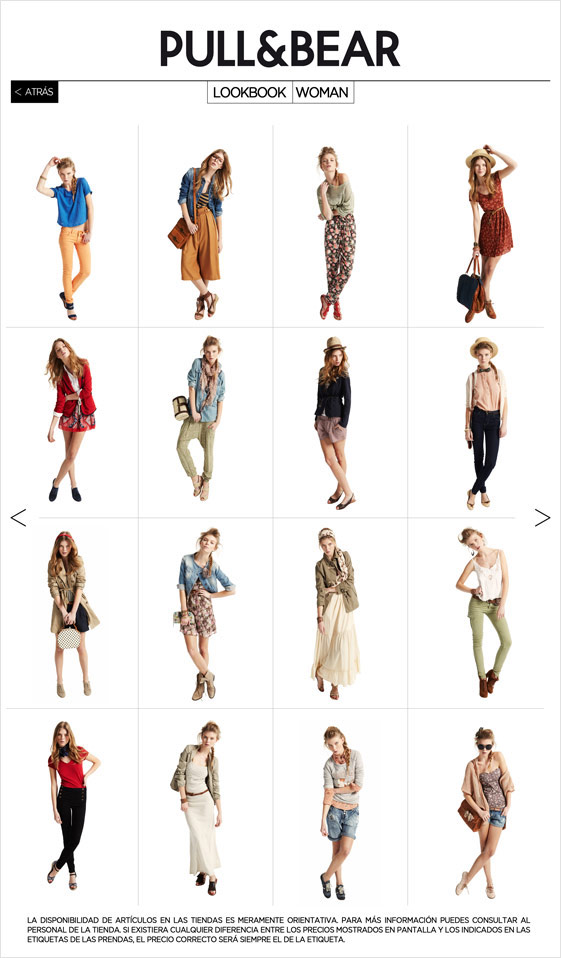 PULL&BEAR
< ATRÁS
LOOKBOOK WOMAN
LA DISPONIBILIDAD DE ARTÍCULOS EN LAS TIENDAS ES MERAMENTE ORIENTATIVA. PARA MÁS INFORMACIÓN PUEDES CONSULTAR AL
PERSONAL DE LA TIENDA. SI EXISTIERA CUALQUIER DIFERENCIA ENTRE LOS PRECIOS MOSTRADOS EN PANTALLA Y LOS INDICADOS EN LAS
ETIQUETAS DE LAS PRENDAS, EL PRECIO CORRECTO SERÁ SIEMPRE EL DE LA ETIQUETA.